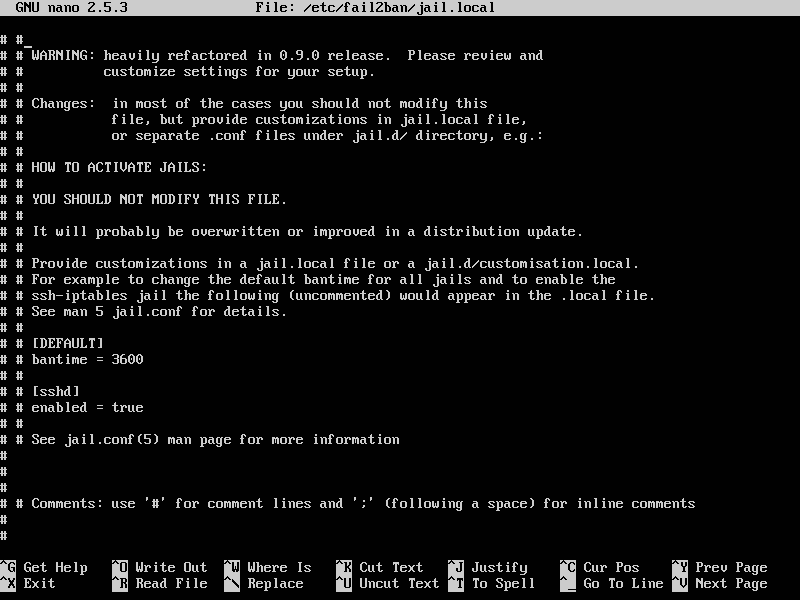 GNU nano 2.5.3 File: /etc/fail2ban/jail.local
# #
# # WARNING: heavily refactored in 0.9.0 release.  Please review and
# #          customize settings for your setup.
# #
# # Changes:  in most of the cases you should not modify this
# #           file, but provide customizations in jail.local file,
# #           or separate .conf files under jail.d/ directory, e.g.:
# #
# # HOW TO ACTIVATE JAILS:
# #
# # YOU SHOULD NOT MODIFY THIS FILE.
# #
# # It will probably be overwritten or improved in a distribution update.
# #
# # Provide customizations in a jail.local file or a jail.d/customisation.local.
# # For example to change the default bantime for all jails and to enable the
# # ssh-iptables jail the following (uncommented) would appear in the .local file.
# # See man 5 jail.conf for details.
# #
# # [DEFAULT]
# # bantime = 3600
# #
# # [sshd]
# # enabled = true
# #
# # See jail.conf(5) man page for more information
#
#
#
# # Comments: use '#' for comment lines and ';' (following a space) for inline comments
#
#
^G Get Help ^O Write Out ^W Where Is ^K Cut Text ^J Justify ^C Cur Pos ^Y Prev Page
^X Exit ^R Read File ^\ Replace ^U Uncut Text ^T To Spell ^_ Go To Line ^V Next Page